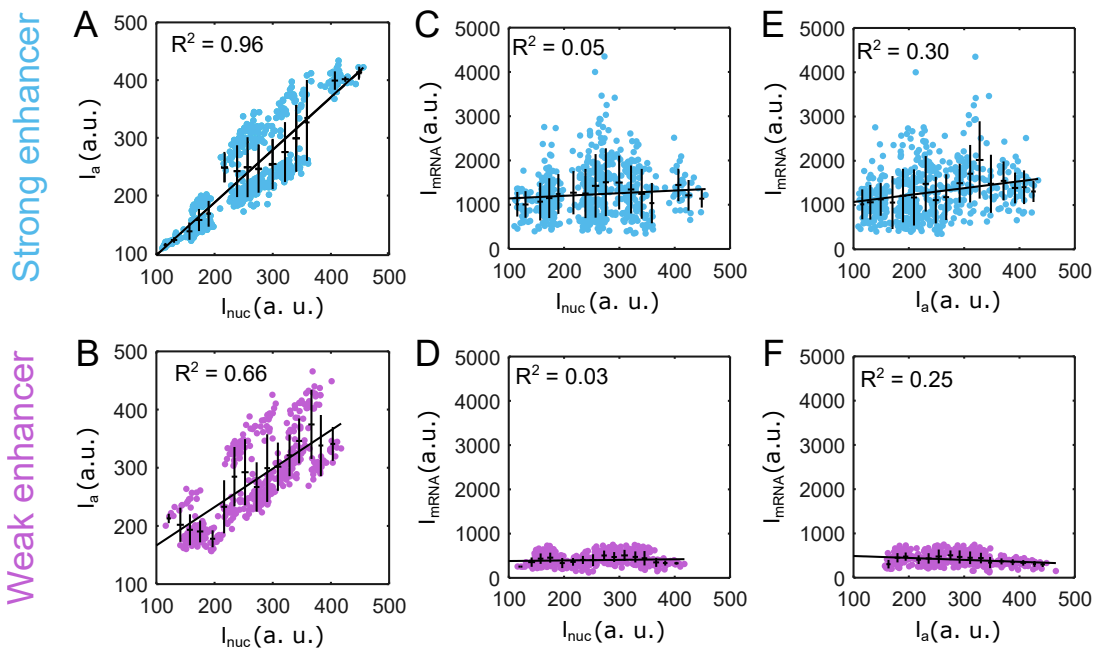 Strong enhancer
A
R² = 0.96
500
400
300
200
100
Iₐ(a.u.)
100 200 300 400 500
Iₙᵤc(a. u.)
C
R² = 0.05
5000
4000
3000
2000
1000
0
ImRNA(a.u.)
100 200 300 400 500
Inuc(a. u.)
E
R² = 0.30
5000
4000
3000
2000
1000
0
ImRNA(a.u.)
100 200 300 400 500
Ia(a. u.)
Weak enhancer
B
R² = 0.66
500
400
300
200
100
Ia(a.u.)
100 200 300 400 500
Inuc(a. u.)
D
R² = 0.03
5000
4000
3000
2000
1000
0
ImRNA(a.u.)
100 200 300 400 500
Inuc(a. u.)
F
R² = 0.25
5000
4000
3000
2000
1000
0
ImRNA(a.u.)
100 200 300 400 500
Ia(a. u.)